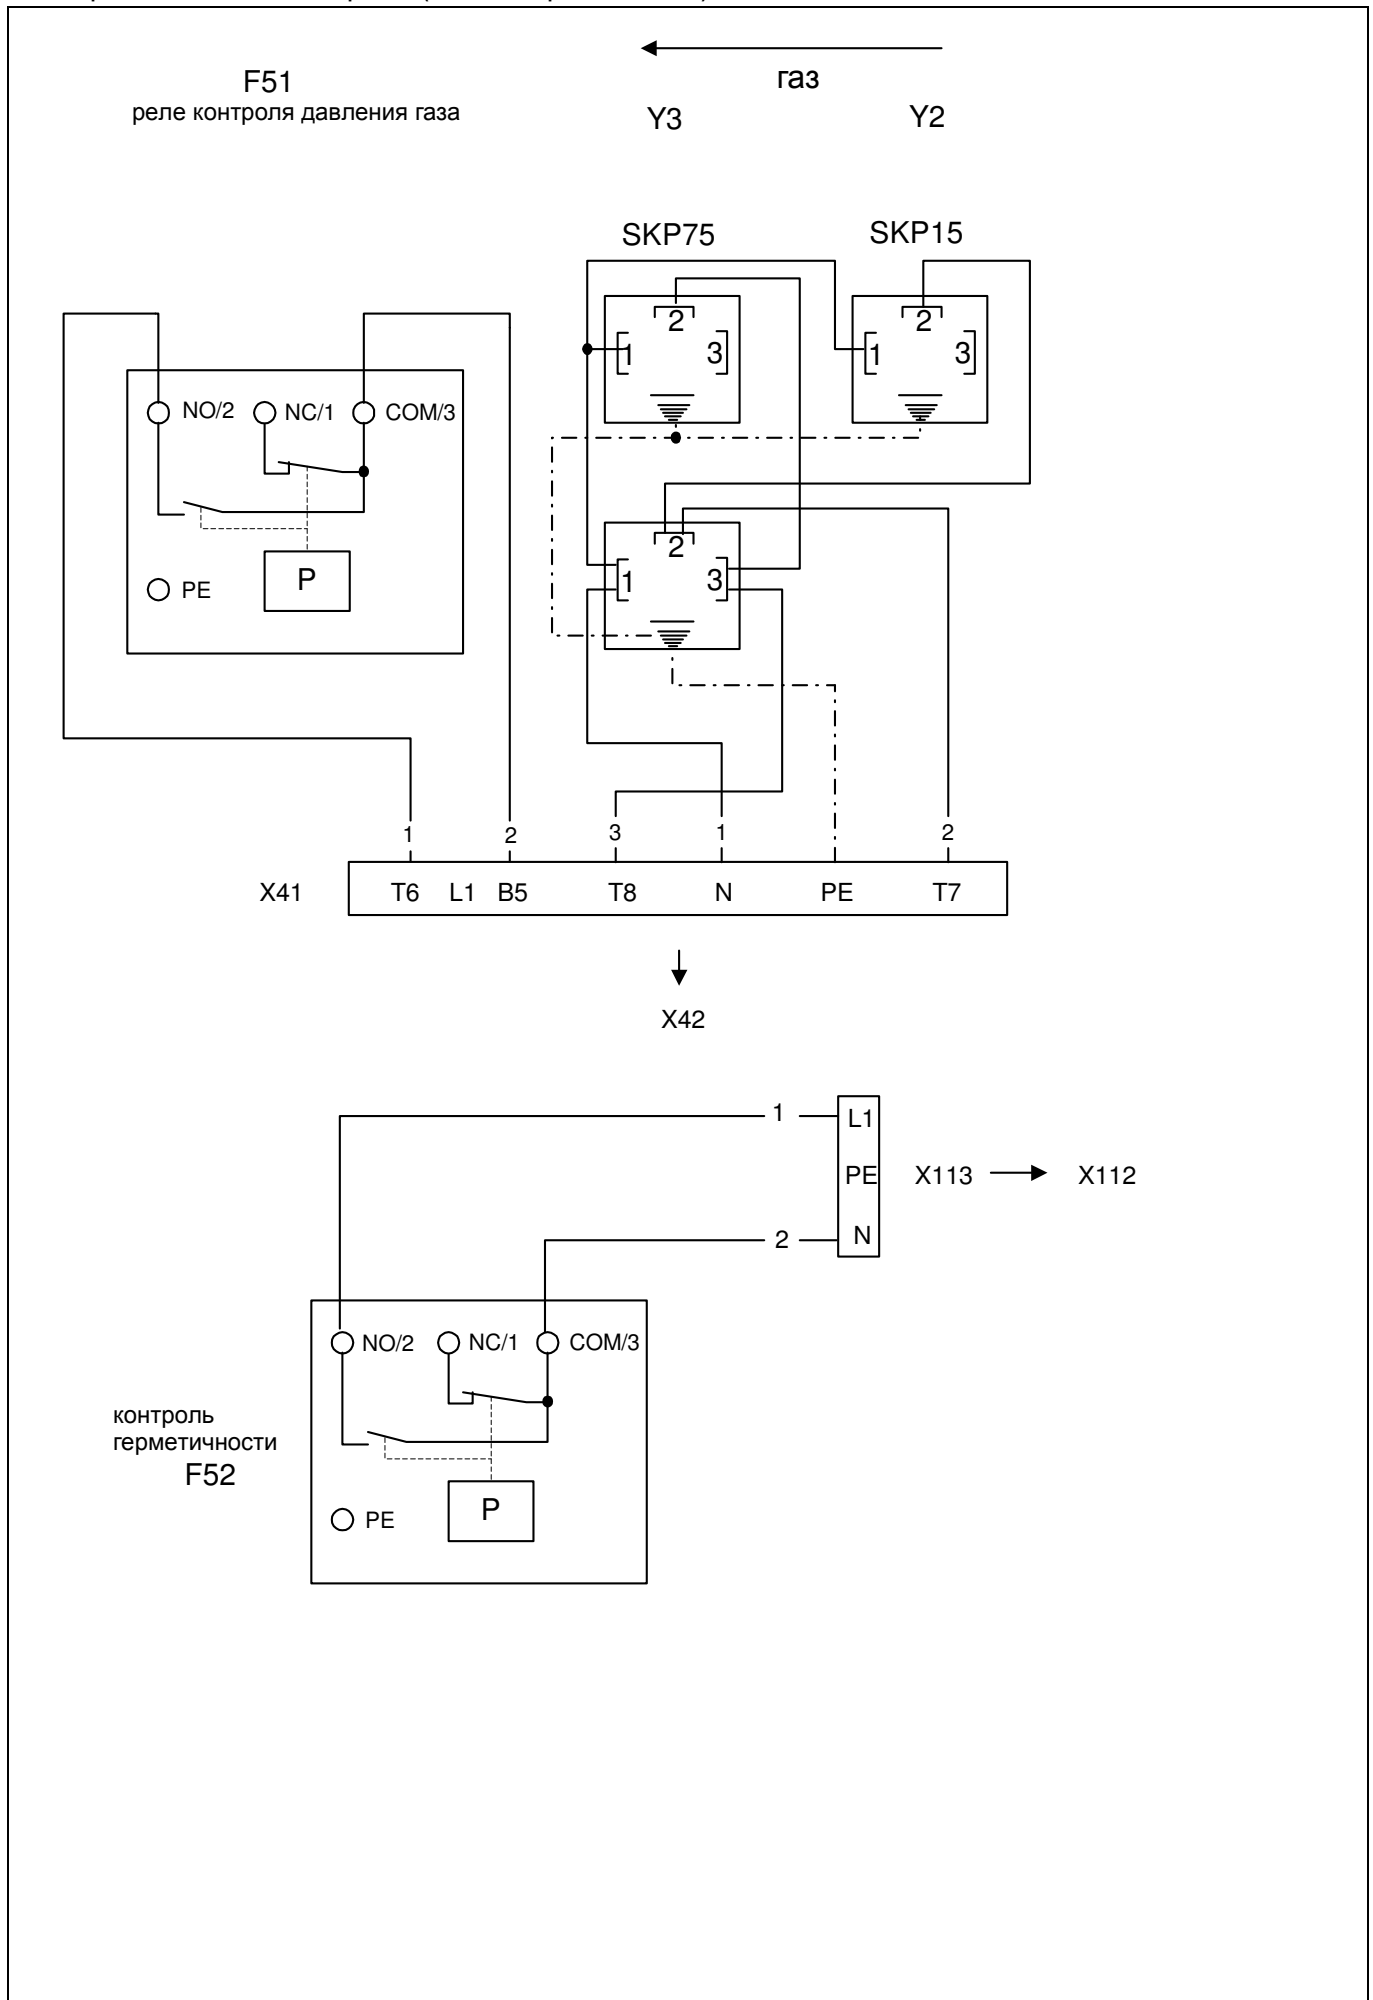 F51
реле контроля давления газа
газ
Y3
Y2
SKP75
SKP15
2
1
3
2
1
3
NO/2
NC/1
COM/3
PE
P
2
1
3
1
2
3
1
2
X41
T6
L1
B5
T8
N
PE
T7
X42
1
L1
PE
X113
X112
2
N
NO/2
NC/1
COM/3
контроль
герметичности
F52
PE
P